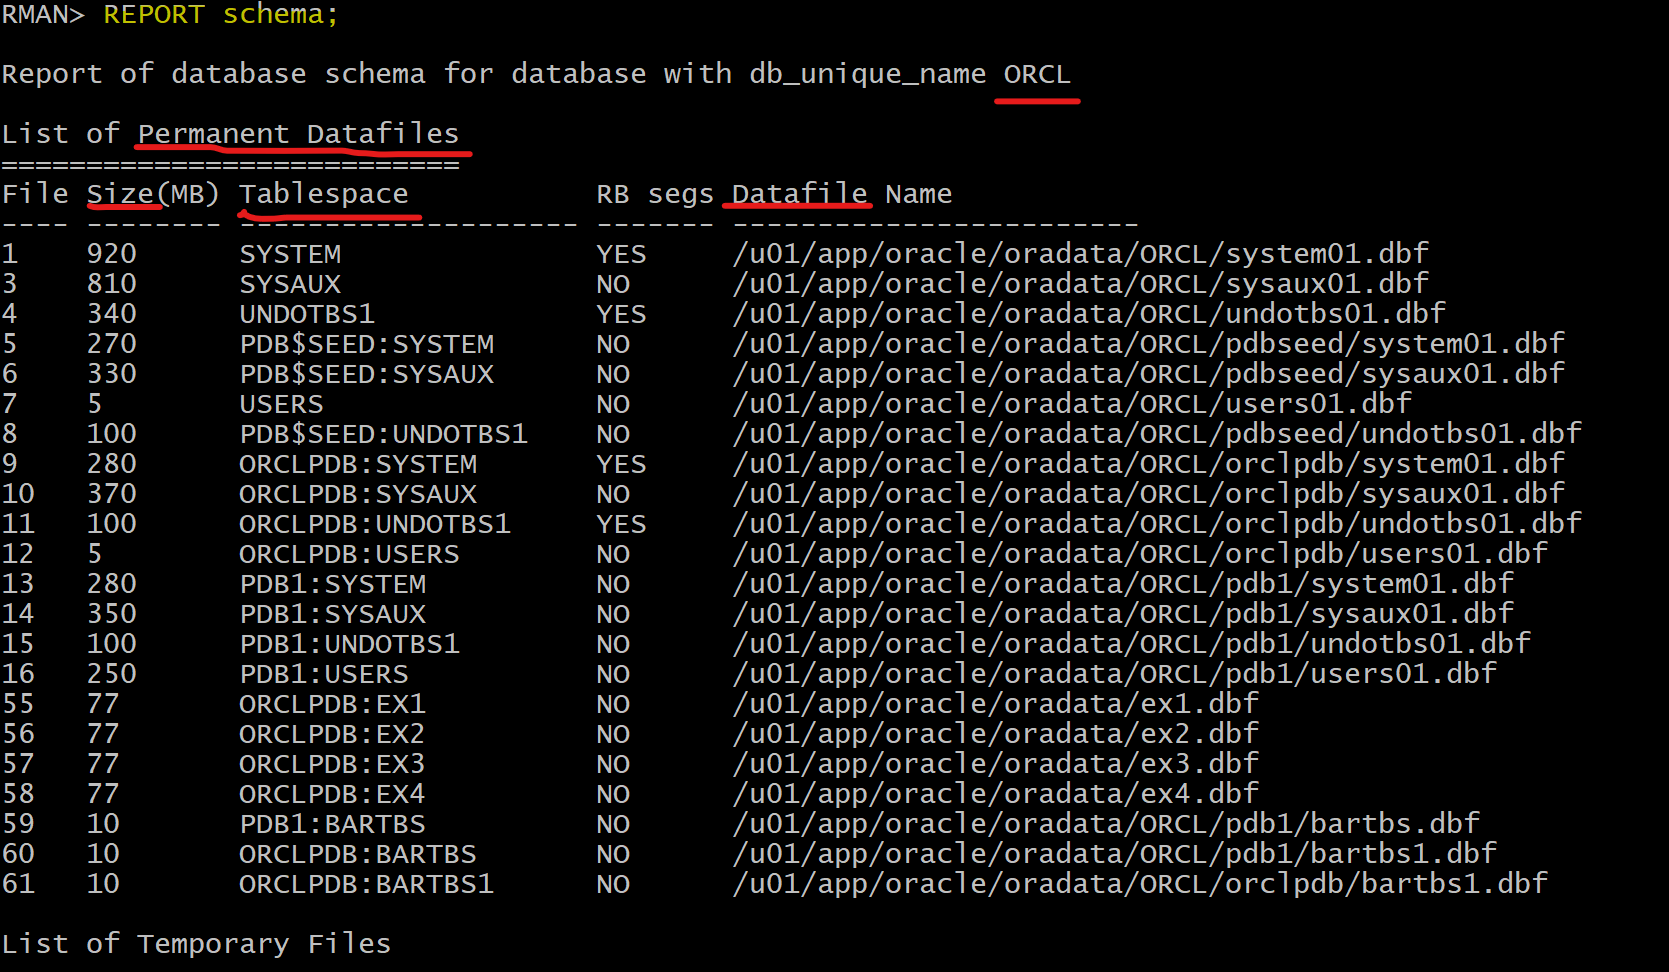 RMAN> REPORT schema;
Report of database schema for database with db_unique_name ORCL
List of Permanent Datafiles
===========================
File Size(MB) Tablespace           RB segs Datafile Name
---- -------- -------------------- ------- ------------------------
1    920      SYSTEM               YES     /u01/app/oracle/oradata/ORCL/system01.dbf
3    810      SYSAUX               NO      /u01/app/oracle/oradata/ORCL/sysaux01.dbf
4    340      UNDOTBS1             YES     /u01/app/oracle/oradata/ORCL/undotbs01.dbf
5    270      PDB$SEED:SYSTEM      NO      /u01/app/oracle/oradata/ORCL/pdbseed/system01.dbf
6    330      PDB$SEED:SYSAUX      NO      /u01/app/oracle/oradata/ORCL/pdbseed/sysaux01.dbf
7    5        USERS                NO      /u01/app/oracle/oradata/ORCL/users01.dbf
8    100      PDB$SEED:UNDOTBS1    NO      /u01/app/oracle/oradata/ORCL/pdbseed/undotbs01.dbf
9    280      ORCLPDB:SYSTEM       YES     /u01/app/oracle/oradata/ORCL/orclpdb/system01.dbf
10   370      ORCLPDB:SYSAUX       NO      /u01/app/oracle/oradata/ORCL/orclpdb/sysaux01.dbf
11   100      ORCLPDB:UNDOTBS1     YES     /u01/app/oracle/oradata/ORCL/orclpdb/undotbs01.dbf
12   5        ORCLPDB:USERS        NO      /u01/app/oracle/oradata/ORCL/orclpdb/users01.dbf
13   280      PDB1:SYSTEM          NO      /u01/app/oracle/oradata/ORCL/pdb1/system01.dbf
14   350      PDB1:SYSAUX          NO      /u01/app/oracle/oradata/ORCL/pdb1/sysaux01.dbf
15   100      PDB1:UNDOTBS1        NO      /u01/app/oracle/oradata/ORCL/pdb1/undotbs01.dbf
16   250      PDB1:USERS           NO      /u01/app/oracle/oradata/ORCL/pdb1/users01.dbf
55   77       ORCLPDB:EX1          NO      /u01/app/oracle/oradata/ex1.dbf
56   77       ORCLPDB:EX2          NO      /u01/app/oracle/oradata/ex2.dbf
57   77       ORCLPDB:EX3          NO      /u01/app/oracle/oradata/ex3.dbf
58   77       ORCLPDB:EX4          NO      /u01/app/oracle/oradata/ex4.dbf
59   10       PDB1:BARTBS          NO      /u01/app/oracle/oradata/ORCL/pdb1/bartbs.dbf
60   10       ORCLPDB:BARTBS       NO      /u01/app/oracle/oradata/ORCL/pdb1/bartbs1.dbf
61   10       ORCLPDB:BARTBS1      NO      /u01/app/oracle/oradata/ORCL/orclpdb/bartbs1.dbf
List of Temporary Files